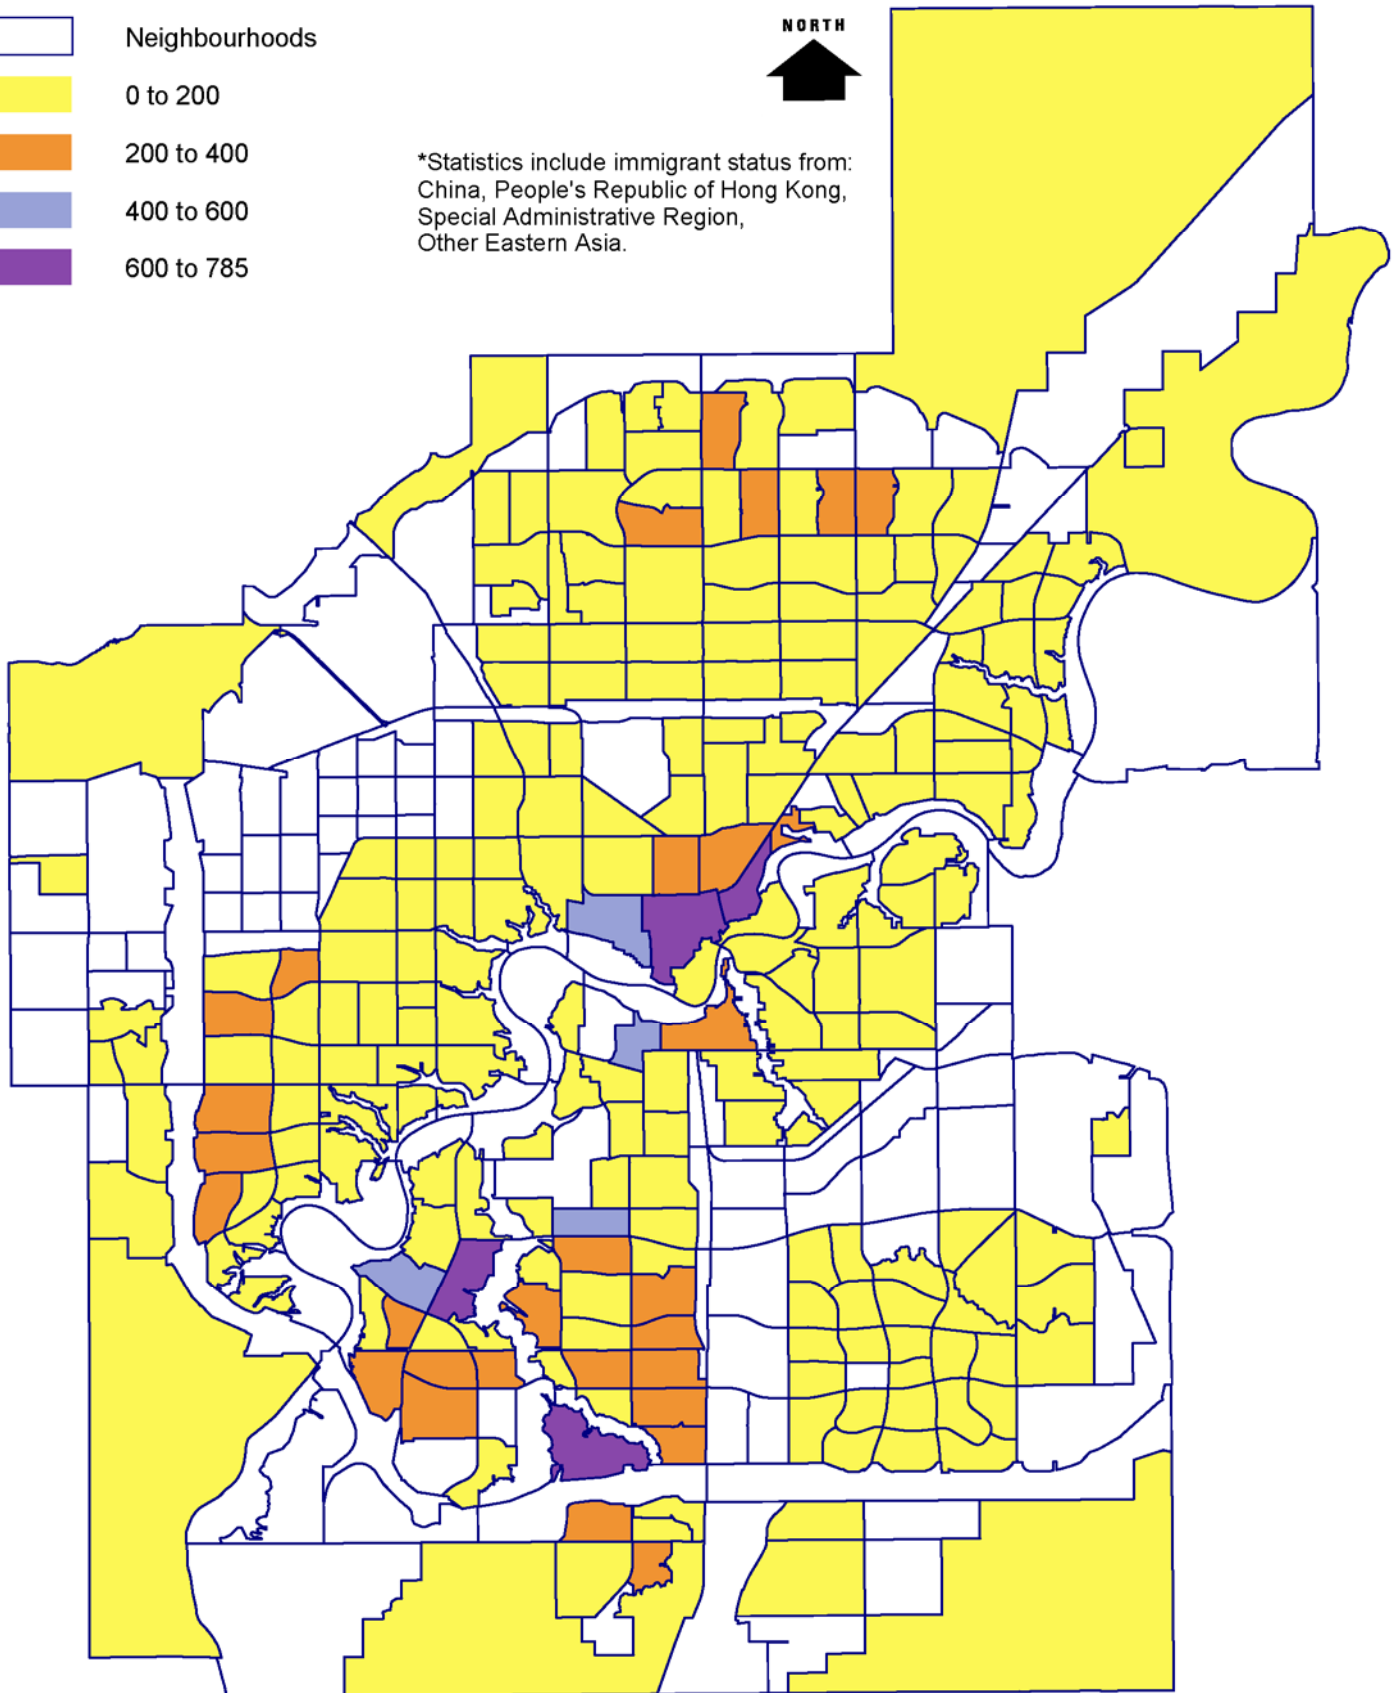 Neighbourhoods
0 to 200
200 to 400
400 to 600
600 to 785
NORTH
*Statistics include immigrant status from:
China, People's Republic of Hong Kong,
Special Administrative Region,
Other Eastern Asia.